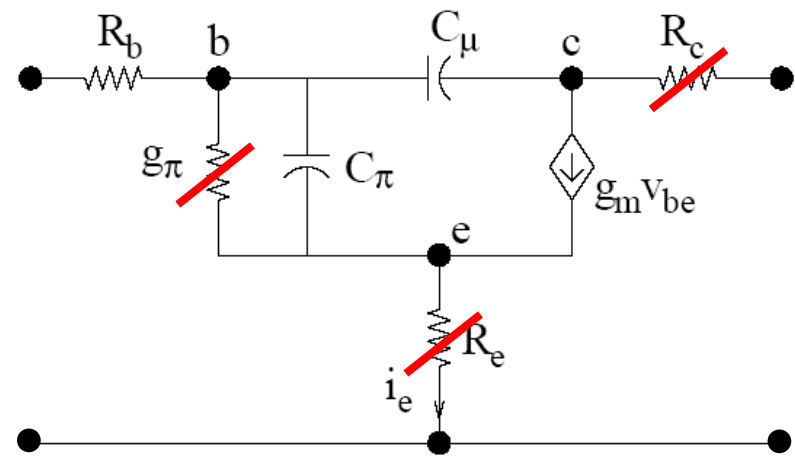 R_b
b
C_μ
c
R_c
g_π
C_π
g_m v_be
e
R_e
i_e